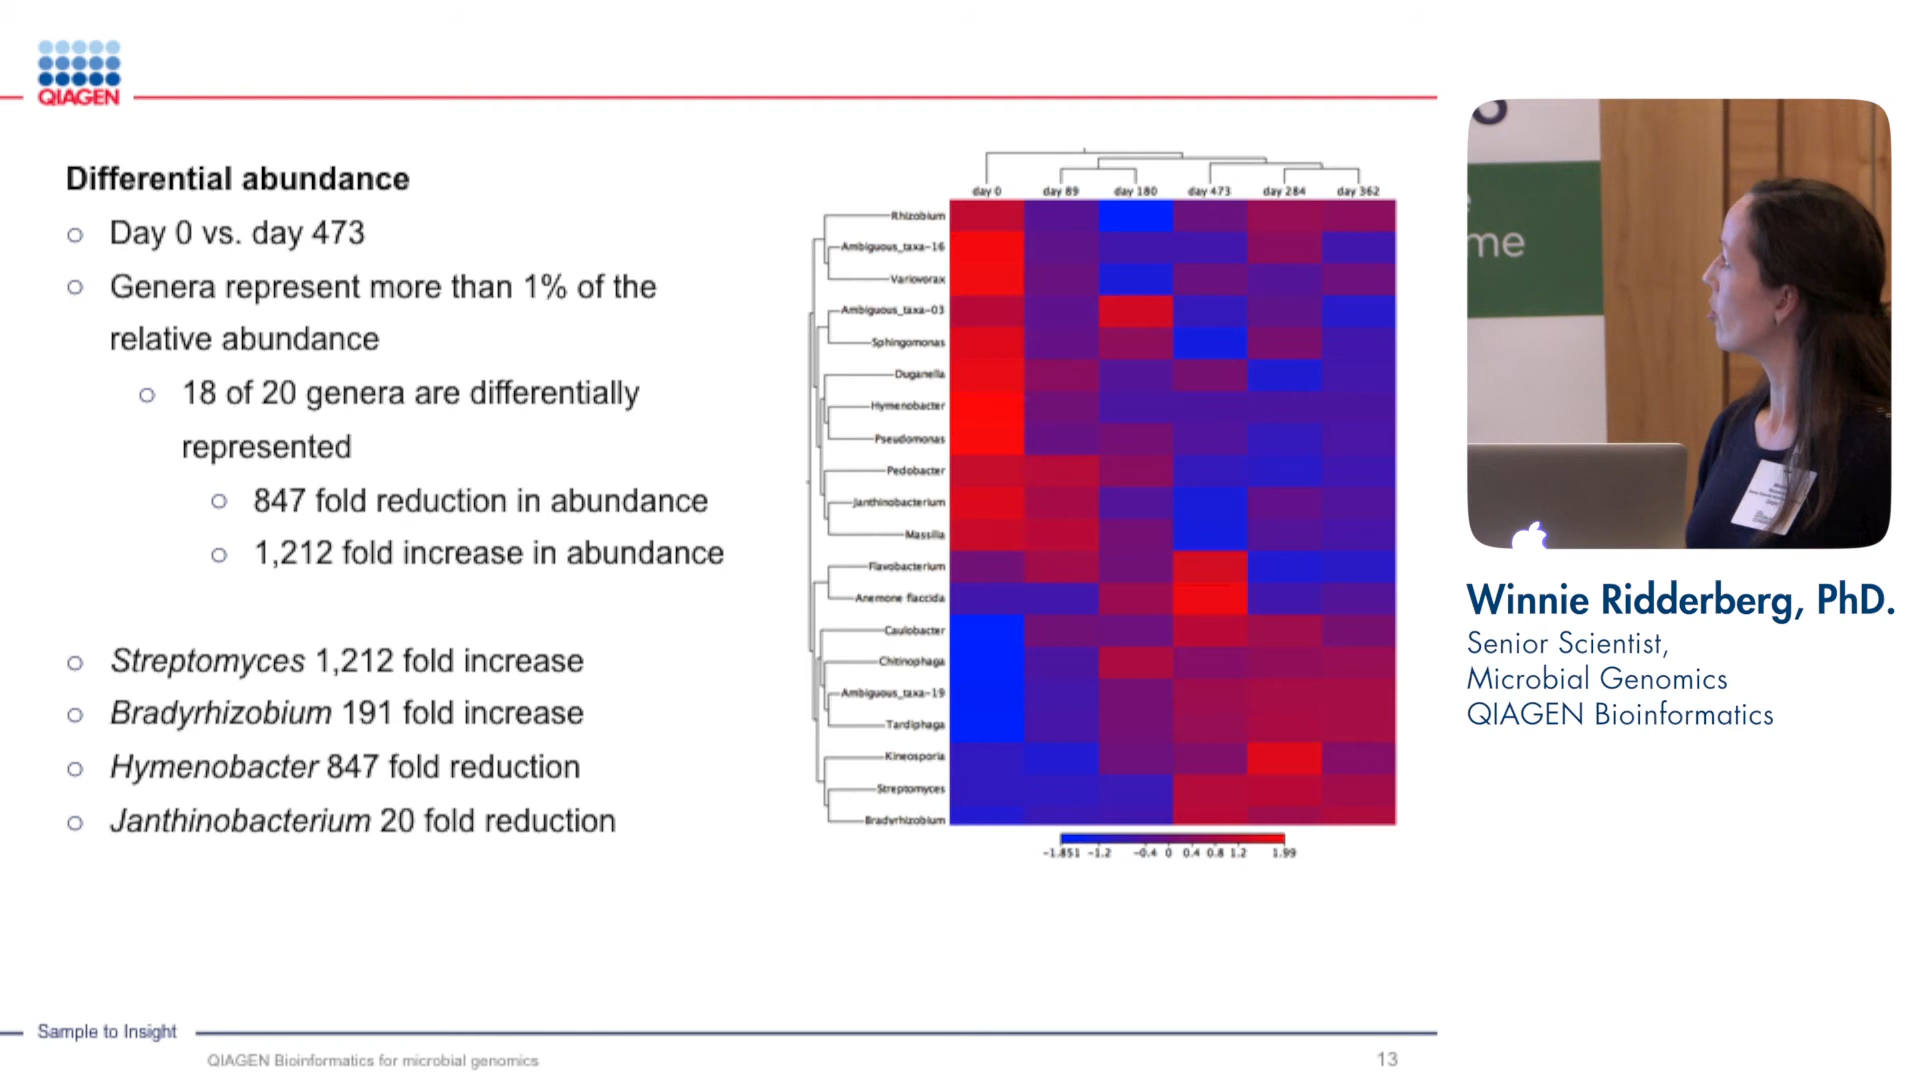 QIAGEN
Differential abundance
Day 0 vs. day 473
Genera represent more than 1% of the
relative abundance
18 of 20 genera are differentially
represented
847 fold reduction in abundance
1,212 fold increase in abundance
Streptomyces 1,212 fold increase
Bradyrhizobium 191 fold increase
Hymenobacter 847 fold reduction
Janthinobacterium 20 fold reduction
day 0 day 89 day 180 day 473 day 284 day 362
Rhizobium
Ambiguous_taxa-16
Variovorax
Ambiguous_taxa-03
Sphingomonas
Duganella
Hymenobacter
Pseudomonas
Pedobacter
Janthinobacterium
Massilia
Flavobacterium
Anemone flaccida
Caulobacter
Chitinophaga
Ambiguous_taxa-19
Tardiphaga
Kineosporia
Streptomyces
Bradyrhizobium
-1.851 -1.2 -0.4 0 0.4 0.8 1.2 1.99
me
Winnie Ridderberg, PhD.
Senior Scientist,
Microbial Genomics
QIAGEN Bioinformatics
Sample to Insight
QIAGEN Bioinformatics for microbial genomics
13